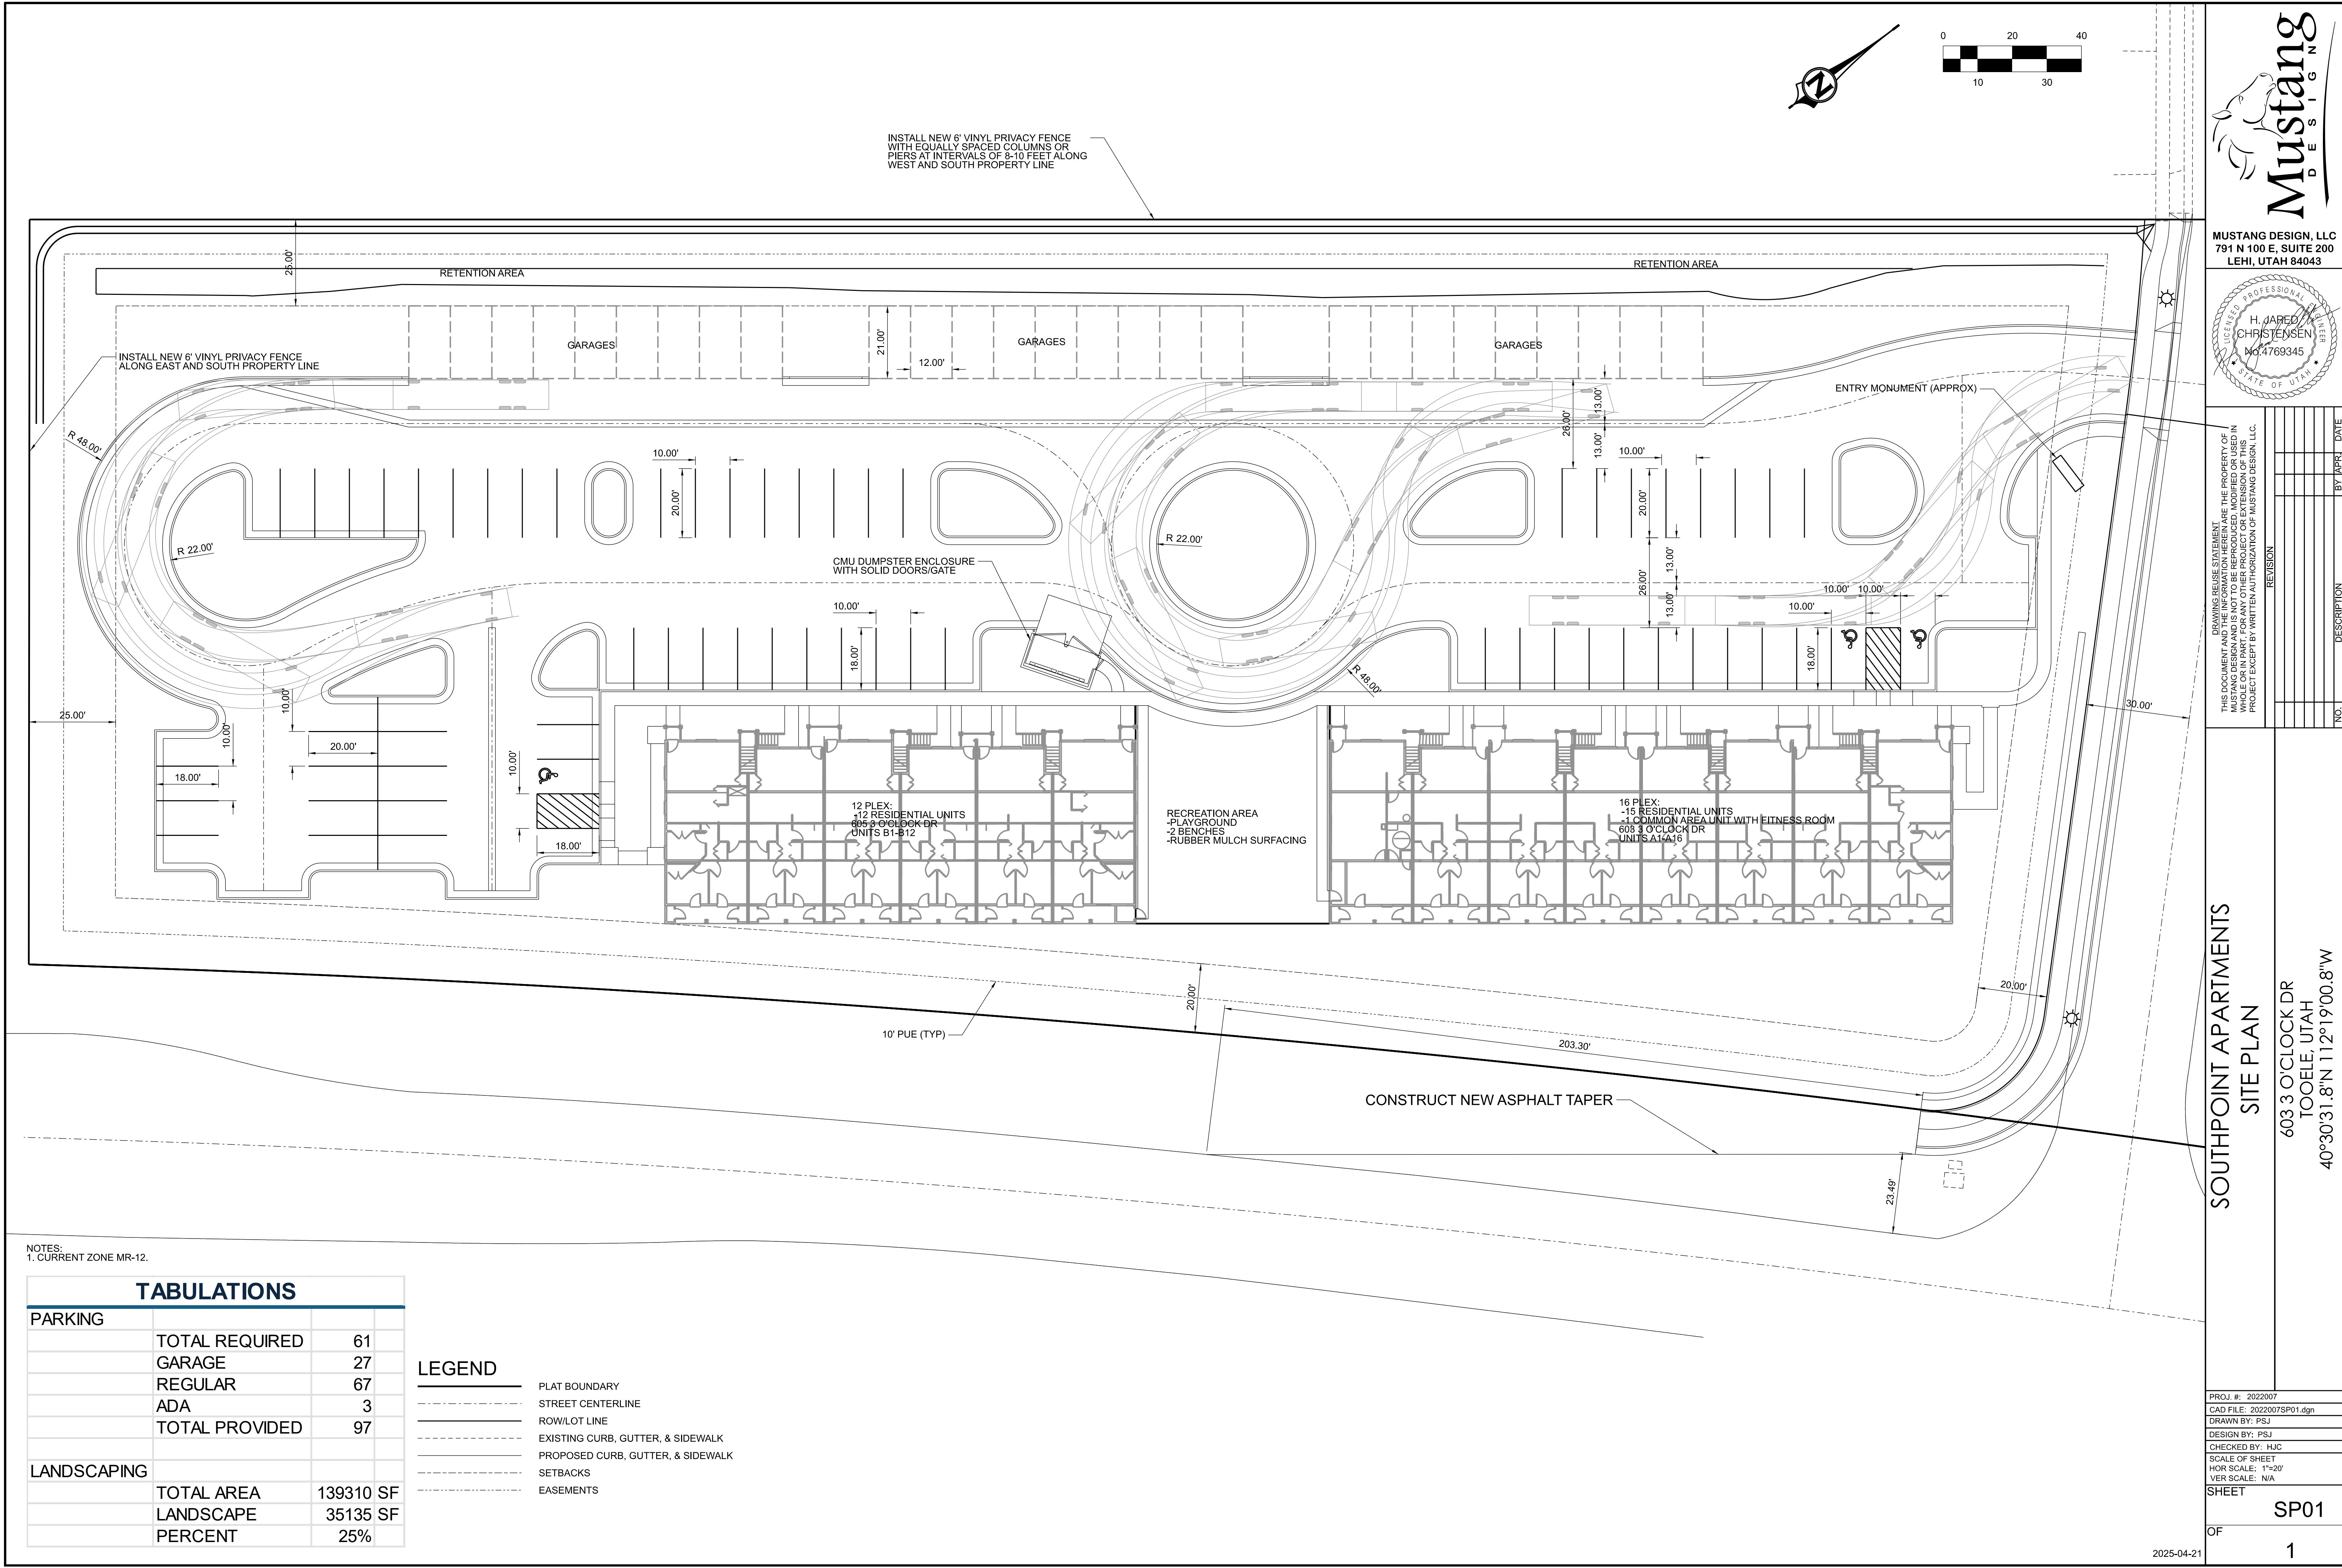 0 20 40
10 30
N
INSTALL NEW 6' VINYL PRIVACY FENCE
WITH EQUALLY SPACED COLUMNS OR
PIERS AT INTERVALS OF 8-10 FEET ALONG
WEST AND SOUTH PROPERTY LINE
25.00'
RETENTION AREA
RETENTION AREA
INSTALL NEW 6' VINYL PRIVACY FENCE
ALONG EAST AND SOUTH PROPERTY LINE
GARAGES
21.00'
12.00'
GARAGES
GARAGES
ENTRY MONUMENT (APPROX)
R 48.00'
R 22.00'
10.00'
20.00'
R 22.00'
26.00'
13.00'
13.00'
10.00'
20.00'
CMU DUMPSTER ENCLOSURE
WITH SOLID DOORS/GATE
10.00'
18.00'
R 48.00'
26.00'
13.00'
13.00'
10.00'
10.00'
10.00'
18.00'
25.00'
10.00'
10.00'
20.00'
18.00'
10.00'
18.00'
30.00'
12 PLEX:
-12 RESIDENTIAL UNITS
605 3 O'CLOCK DR
UNITS B1-B12
RECREATION AREA
-PLAYGROUND
-2 BENCHES
-RUBBER MULCH SURFACING
16 PLEX:
-15 RESIDENTIAL UNITS
-1 COMMON AREA UNIT WITH FITNESS ROOM
603 3 O'CLOCK DR
UNITS A1-A16
20.00'
20.00'
10' PUE (TYP)
203.30'
CONSTRUCT NEW ASPHALT TAPER
23.49'
NOTES:
1. CURRENT ZONE MR-12.
TABULATIONS
PARKING
TOTAL REQUIRED 61
GARAGE 27
REGULAR 67
ADA 3
TOTAL PROVIDED 97
LANDSCAPING
TOTAL AREA 139310 SF
LANDSCAPE 35135 SF
PERCENT 25%
LEGEND
PLAT BOUNDARY
STREET CENTERLINE
ROW/LOT LINE
EXISTING CURB, GUTTER, & SIDEWALK
PROPOSED CURB, GUTTER, & SIDEWALK
SETBACKS
EASEMENTS
Mustang
DESIGN
MUSTANG DESIGN, LLC
791 N 100 E, SUITE 200
LEHI, UTAH 84043
LICENSED PROFESSIONAL ENGINEER
H. JARED
CHRISTENSEN
No.4769345
STATE OF UTAH
DRAWING REUSE STATEMENT
THIS DOCUMENT AND THE INFORMATION HEREIN ARE THE PROPERTY OF
MUSTANG DESIGN AND IS NOT TO BE REPRODUCED, MODIFIED OR USED IN
WHOLE OR IN PART, FOR ANY OTHER PROJECT OR EXTENSION OF THIS
PROJECT EXCEPT BY WRITTEN AUTHORIZATION OF MUSTANG DESIGN, LLC.
REVISION
NO. DESCRIPTION BY APR. DATE
SOUTHPOINT APARTMENTS
SITE PLAN
603 3 O'CLOCK DR
TOOELE, UTAH
40°30'31.8"N 112°19'00.8"W
PROJ. #: 2022007
CAD FILE: 2022007SP01.dgn
DRAWN BY: PSJ
DESIGN BY: PSJ
CHECKED BY: HJC
SCALE OF SHEET
HOR SCALE: 1"=20'
VER SCALE: N/A
SHEET
SP01
OF
1
2025-04-21